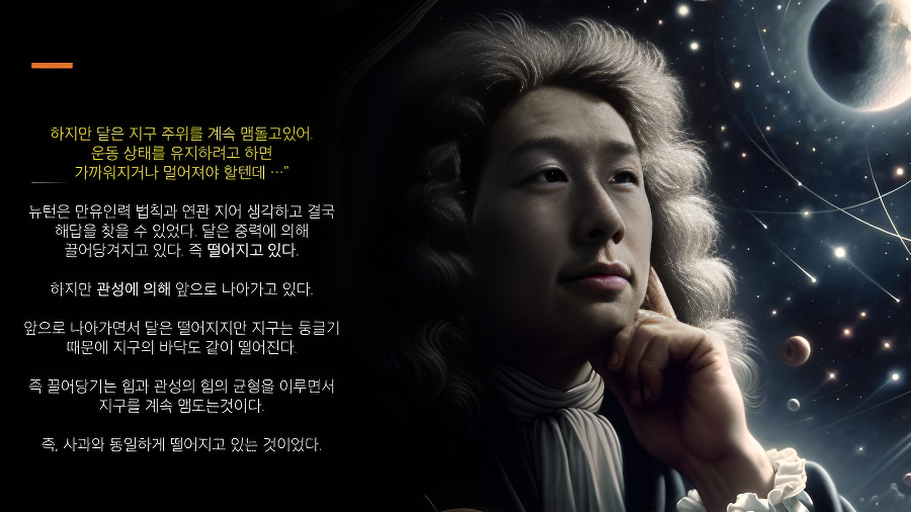 하지만 달은 지구 주위를 계속 맴돌고있어.
운동 상태를 유지하려고 하면
가까워지거나 멀어져야 할텐데 …"
뉴턴은 만유인력 법칙과 연관 지어 생각하고 결국
해답을 찾을 수 있었다. 달은 중력에 의해
끌어당겨지고 있다. 즉 떨어지고 있다.
하지만 관성에 의해 앞으로 나아가고 있다.
앞으로 나아가면서 달은 떨어지지만 지구는 둥글기
때문에 지구의 바닥도 같이 떨어진다.
즉 끌어당기는 힘과 관성의 힘의 균형을 이루면서
지구를 계속 맴도는것이다.
즉, 사과와 동일하게 떨어지고 있는 것이었다.